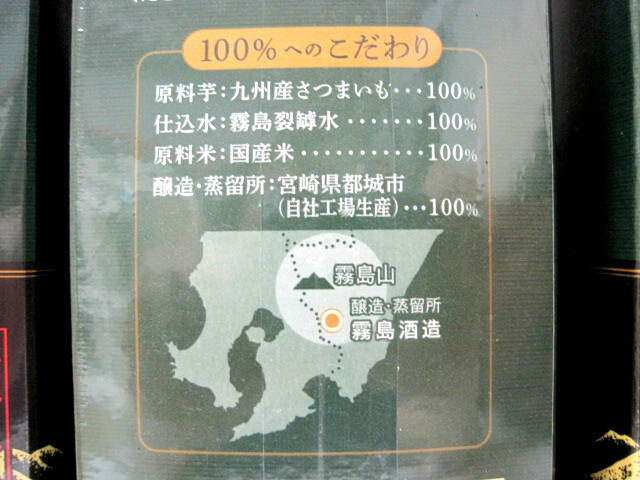 100%へのこだわり
原料芋:九州産さつまいも・・・100%
仕込水:霧島裂罅水・・・・・・・100%
原料米:国産米・・・・・・・・・・・100%
醸造・蒸留所:宮崎県都城市
(自社工場生産)・・・100%
霧島山
醸造・蒸留所
霧島酒造